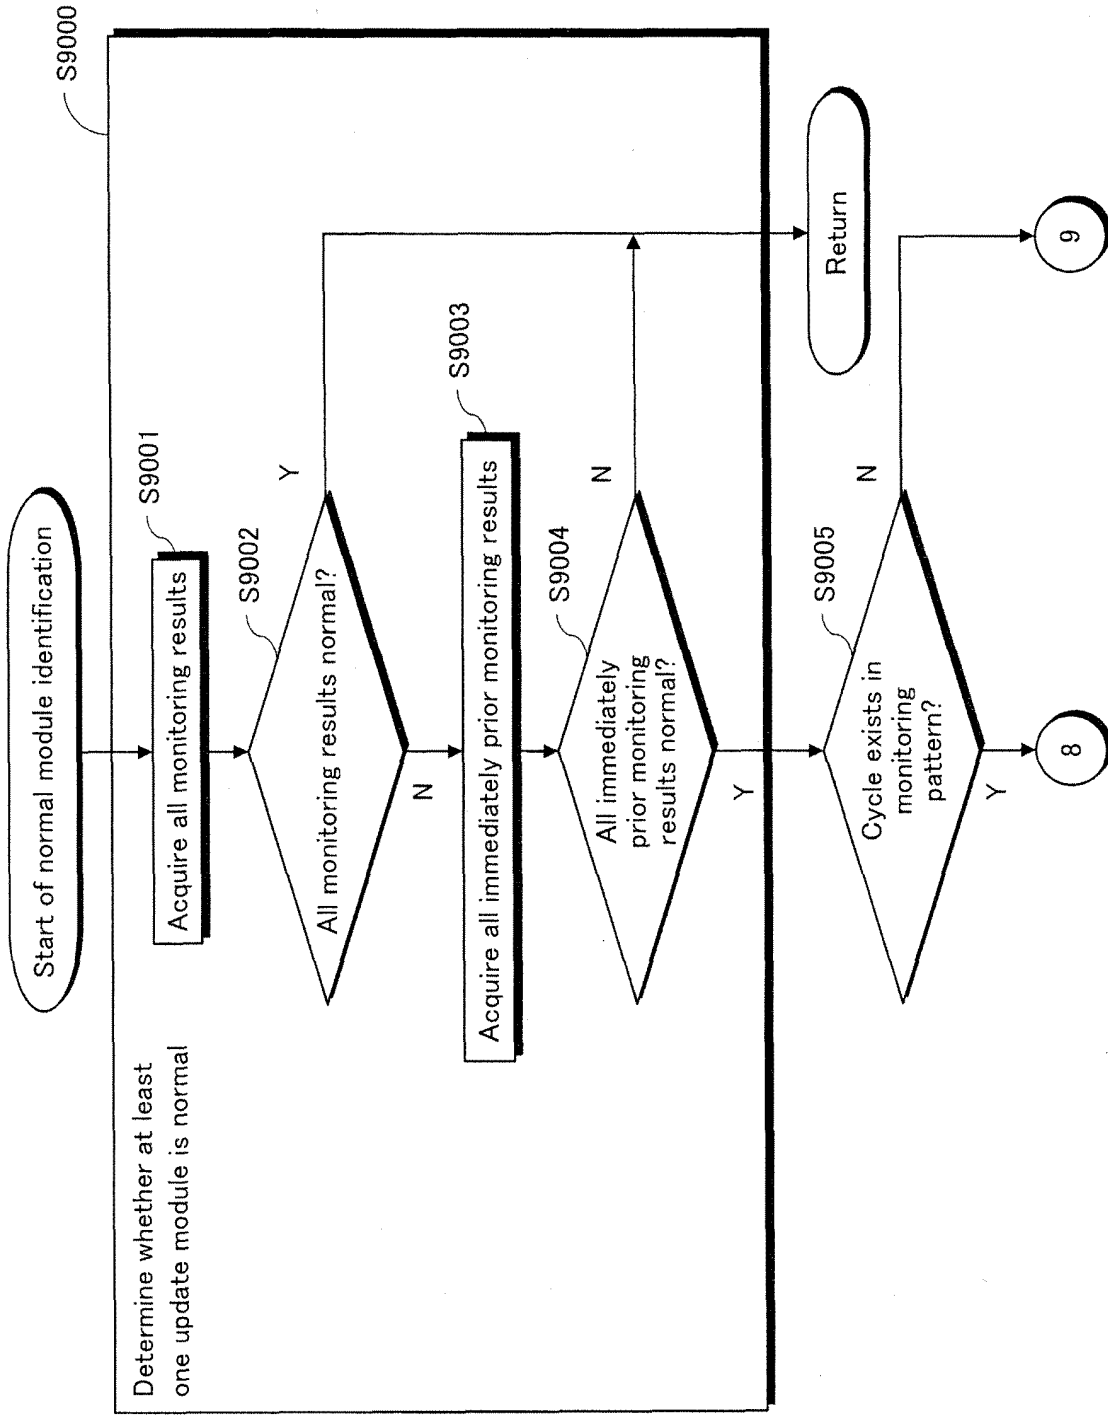 Start of normal module identification
S9000
Determine whether at least
one update module is normal
Acquire all monitoring results
S9001
All monitoring results normal?
S9002
Y
N
Acquire all immediately prior monitoring results
S9003
All immediately
prior monitoring
results normal?
S9004
N
Y
Return
Cycle exists in
monitoring
pattern?
S9005
N
Y
8
9